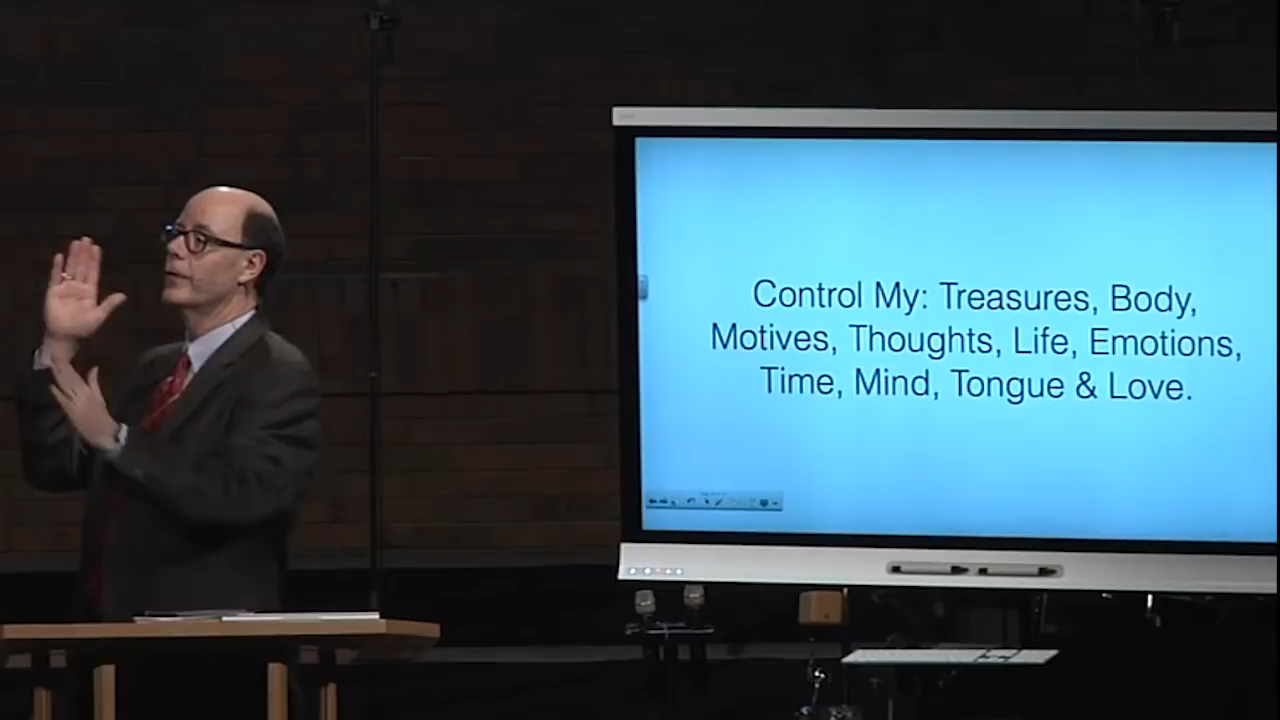 Control My: Treasures, Body,
Motives, Thoughts, Life, Emotions,
Time, Mind, Tongue & Love.